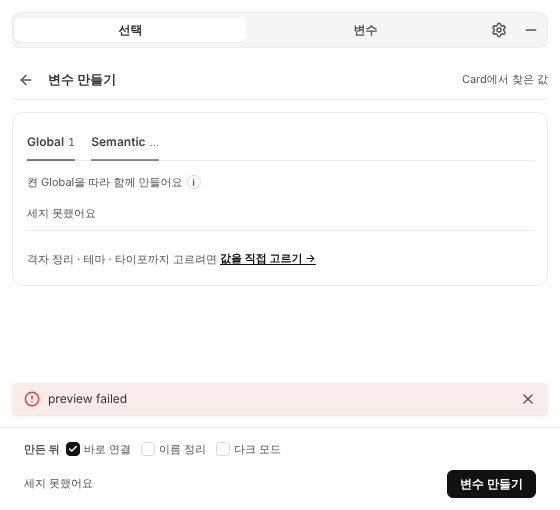 선택 변수
변수 만들기 Card에서 찾은 값
Global 1 Semantic ...
켠 Global을 따라 함께 만들어요
세지 못했어요
격자 정리 · 테마 · 타이포까지 고르려면 값을 직접 고르기 →
preview failed
만든 뒤 바로 연결 이름 정리 다크 모드
세지 못했어요 변수 만들기